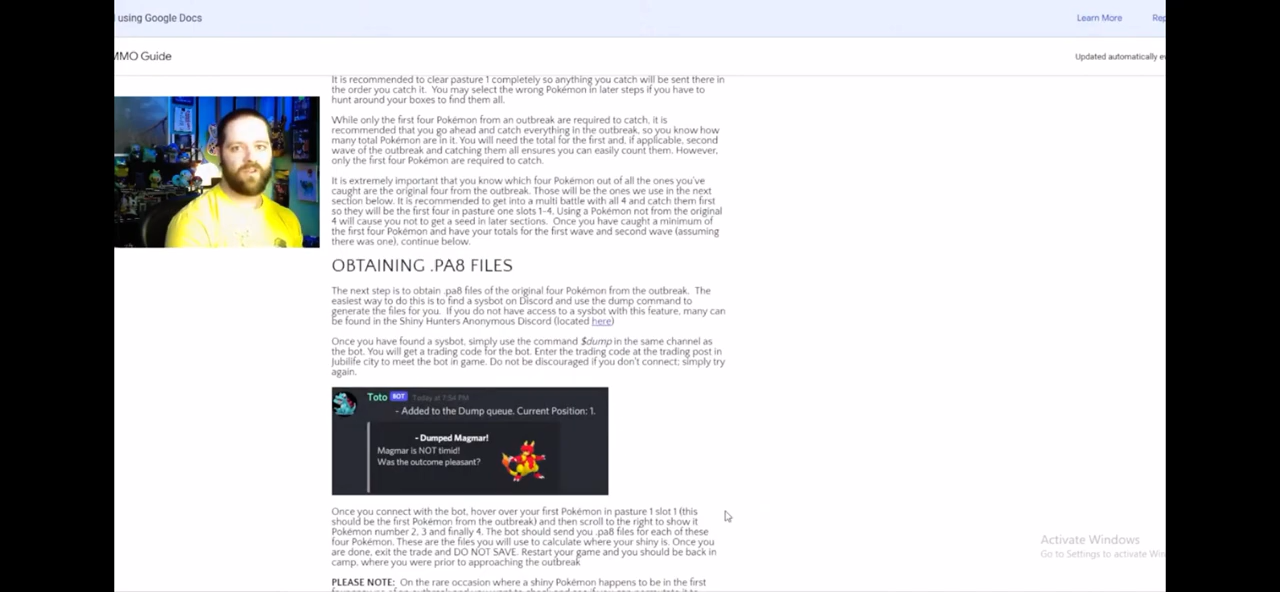 using Google Docs
Learn More
MMO Guide
Updated automatically
It is recommended to clear pasture 1 completely so anything you catch will be sent there in
the order you catch it. You may select the wrong Pokémon in later steps if you have to
hunt around your boxes to find them all.
While only the first four Pokémon from an outbreak are required to catch, it is
recommended that you go ahead and catch everything in the outbreak, so you know how
many total Pokémon are in it. You will need the total for the first and, if applicable, second
wave of the outbreak and catching them all ensures you can easily count them. However,
only the first four Pokémon are required to catch.
It is extremely important that you know which four Pokémon out of all the ones you've
caught are the original four from the outbreak. Those will be the ones we use in the next
section below. It is recommended to get into a multi battle with all 4 and catch them first
so they will be the first four in pasture one slots 1-4. Using a Pokémon not from the original
4 will cause you not to get a seed in later sections. Once you have caught a minimum of
the first four Pokémon and have your totals for the first wave and second wave (assuming
there was one), continue below.
OBTAINING .PA8 FILES
The next step is to obtain .pa8 files of the original four Pokémon from the outbreak. The
easiest way to do this is to find a sysbot on Discord and use the dump command to
generate the files for you. If you do not have access to a sysbot with this feature, many can
be found in the Shiny Hunters Anonymous Discord (located here)
Once you have found a sysbot, simply use the command $dump in the same channel as
the bot. You will get a trading code for the bot. Enter the trading code at the trading post in
Jubilife city to meet the bot in game. Do not be discouraged if you don't connect; simply try
again.
Toto BOT Today at 7:54 PM
- Added to the Dump queue. Current Position: 1.
- Dumped Magmar!
Magmar is NOT timid!
Was the outcome pleasant?
Once you connect with the bot, hover over your first Pokémon in pasture 1 slot 1 (this
should be the first Pokémon from the outbreak) and then scroll to the right to show it
Pokémon number 2, 3 and finally 4. The bot should send you .pa8 files for each of these
four Pokémon. These are the files you will use to calculate where your shiny is. Once you
are done, exit the trade and DO NOT SAVE. Restart your game and you should be back in
camp, where you were prior to approaching the outbreak
PLEASE NOTE: On the rare occasion where a shiny Pokémon happens to be in the first
Activate Windows
Go to Settings to activate